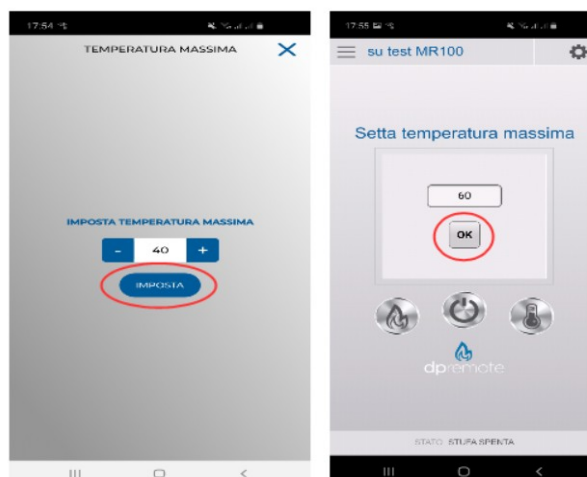 17:54
TEMPERATURA MASSIMA
IMPOSTA TEMPERATURA MASSIMA
- 40 +
IMPOSTA
17:55
su test MR100
Setta temperatura massima
60
OK
dpremote
STATO STUFA SPENTA